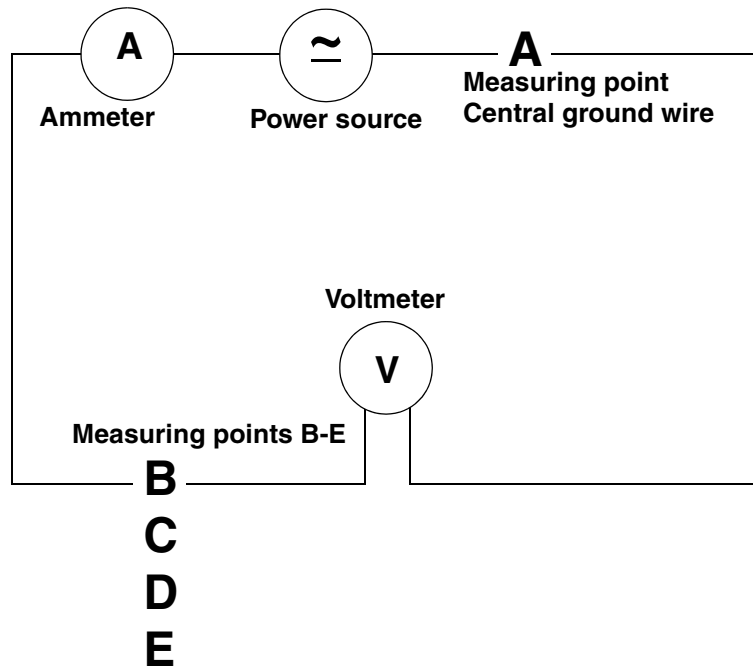 A
Ammeter
≃
Power source
A
Measuring point
Central ground wire
Voltmeter
V
Measuring points B-E
B
C
D
E